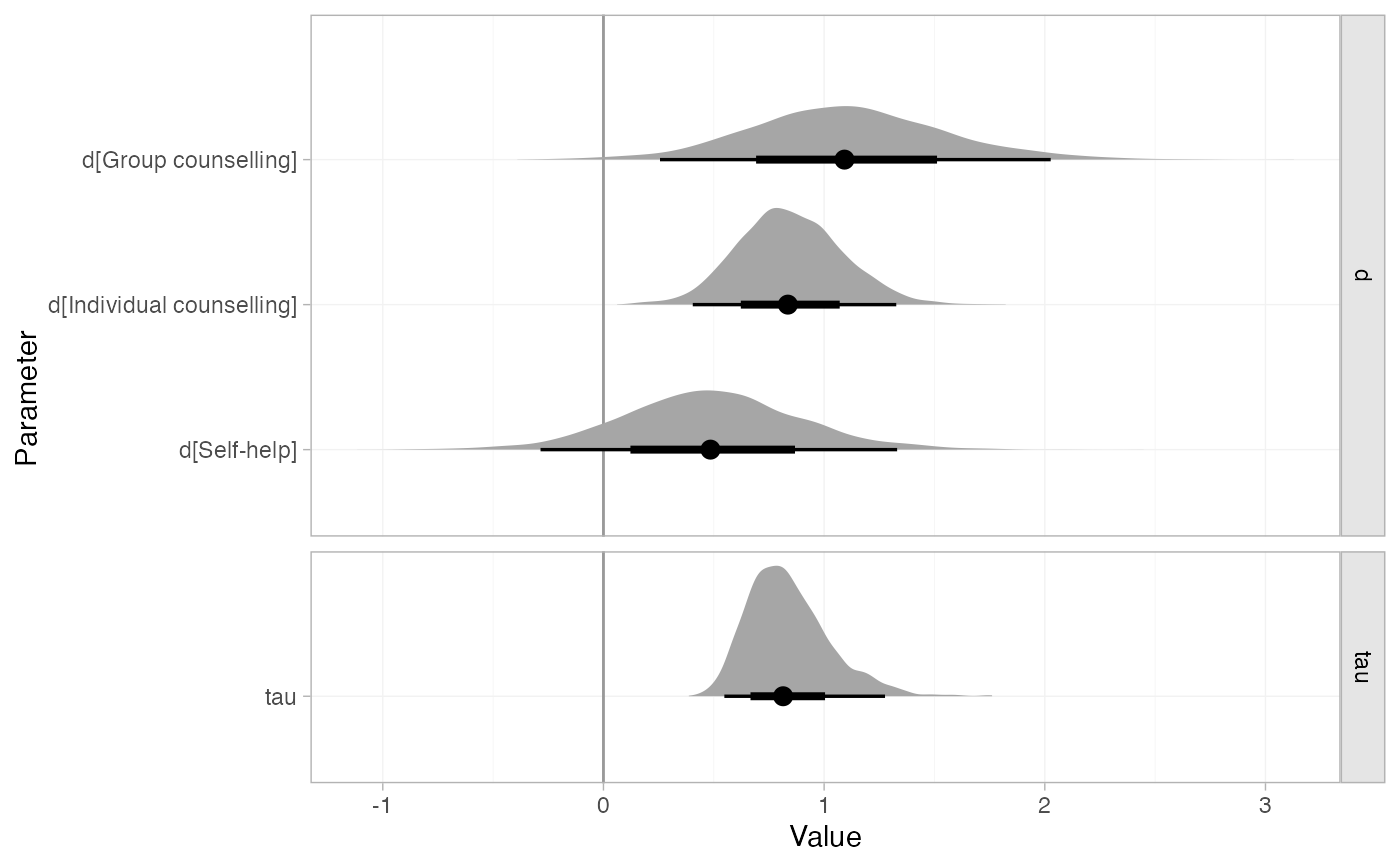 d[Group counselling]
d[Individual counselling]
d[Self-help]
d
Parameter
tau
tau
-1 0 1 2 3
Value